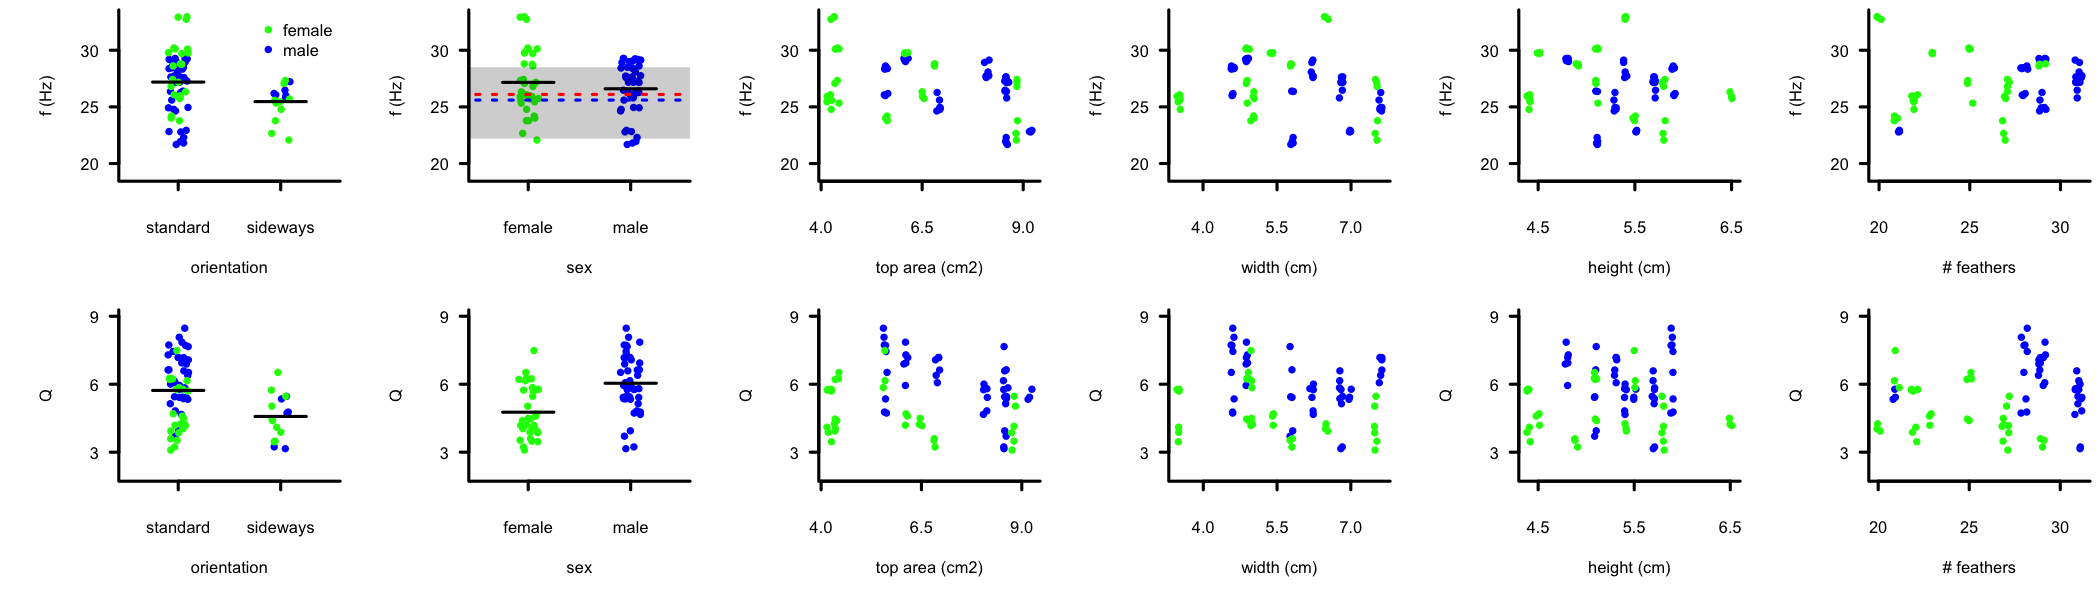 female
male
f (Hz)
30
25
20
standard sideways
orientation
f (Hz)
30
25
20
female male
sex
f (Hz)
30
25
20
4.0 6.5 9.0
top area (cm2)
f (Hz)
30
25
20
4.0 5.5 7.0
width (cm)
f (Hz)
30
25
20
4.5 5.5 6.5
height (cm)
f (Hz)
30
25
20
20 25 30
# feathers
Q
9
6
3
standard sideways
orientation
Q
9
6
3
female male
sex
Q
9
6
3
4.0 6.5 9.0
top area (cm2)
Q
9
6
3
4.0 5.5 7.0
width (cm)
Q
9
6
3
4.5 5.5 6.5
height (cm)
Q
9
6
3
20 25 30
# feathers